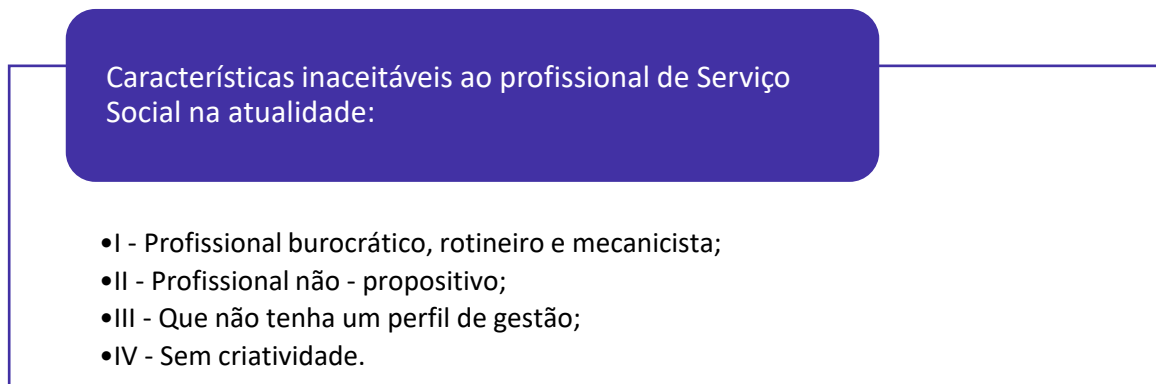 Características inaceitáveis ao profissional de Serviço
Social na atualidade:
•I - Profissional burocrático, rotineiro e mecanicista;
•II - Profissional não - propositivo;
•III - Que não tenha um perfil de gestão;
•IV - Sem criatividade.